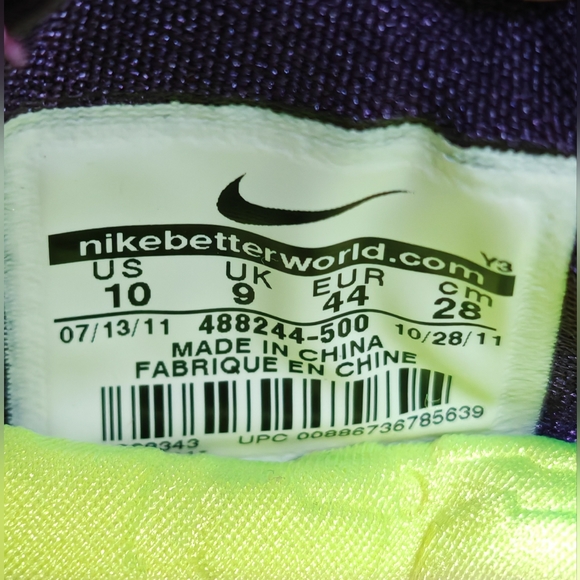 nikebetterworld.com Y3
US UK EUR cm
10 9 44 28
07/13/11 488244-500 10/28/11
MADE IN CHINA
FABRIQUE EN CHINE
UPC 00886736785639